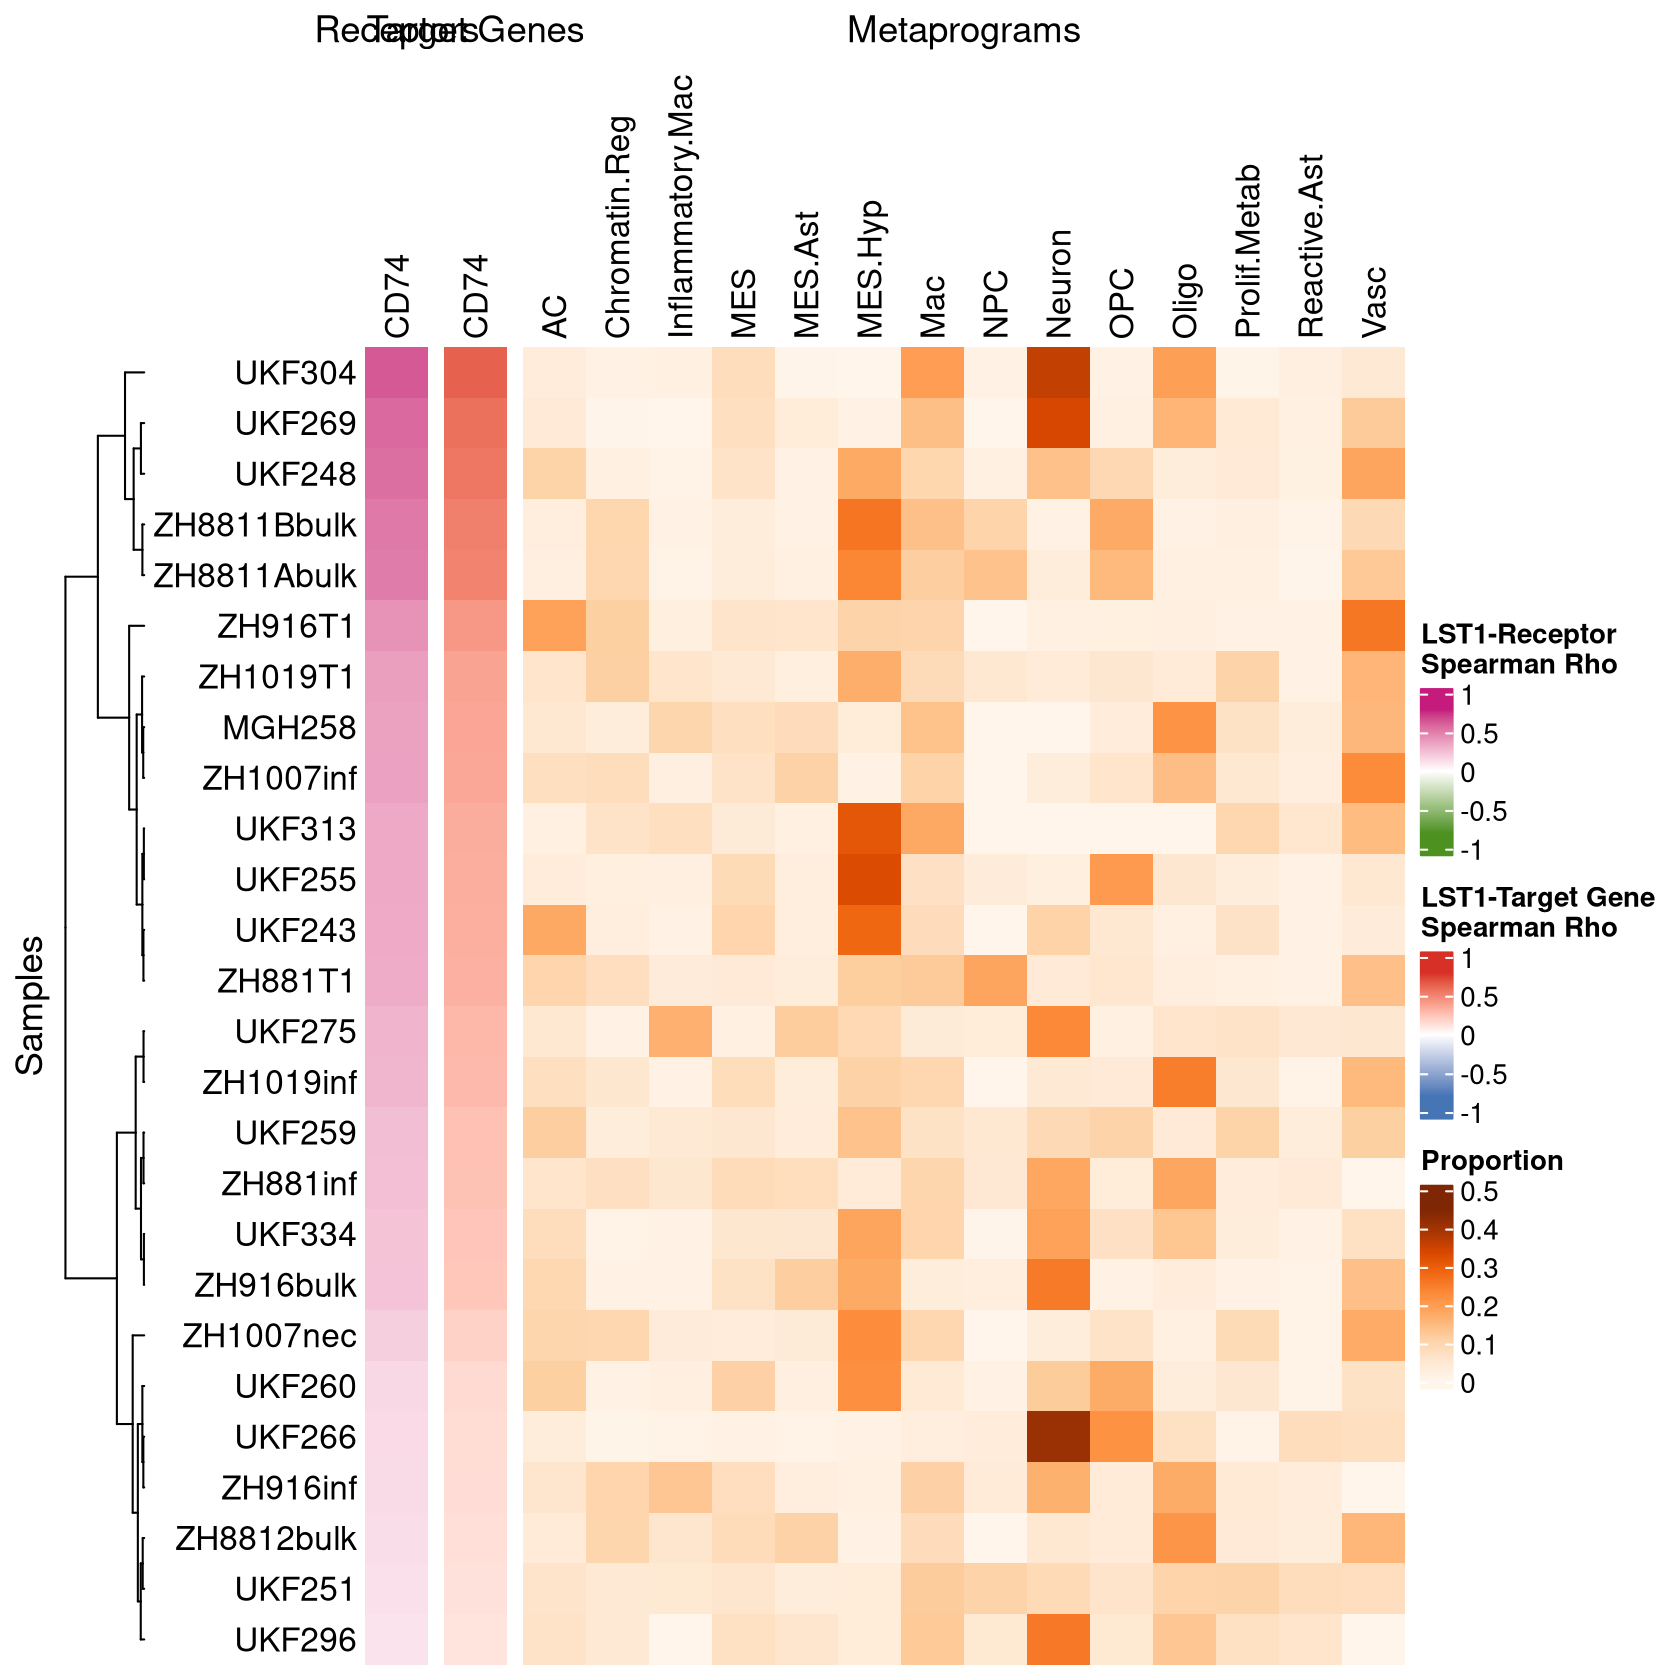 Receptors Target Genes Metaprograms
CD74 CD74 AC Chromatin.Reg Inflammatory.Mac MES MES.Ast MES.Hyp Mac NPC Neuron OPC Oligo Prolif.Metab Reactive.Ast Vasc
Samples
UKF304
UKF269
UKF248
ZH8811Bbulk
ZH8811Abulk
ZH916T1
ZH1019T1
MGH258
ZH1007inf
UKF313
UKF255
UKF243
ZH881T1
UKF275
ZH1019inf
UKF259
ZH881inf
UKF334
ZH916bulk
ZH1007nec
UKF260
UKF266
ZH916inf
ZH8812bulk
UKF251
UKF296
LST1-Receptor
Spearman Rho
1
0.5
0
-0.5
-1
LST1-Target Gene
Spearman Rho
1
0.5
0
-0.5
-1
Proportion
0.5
0.4
0.3
0.2
0.1
0